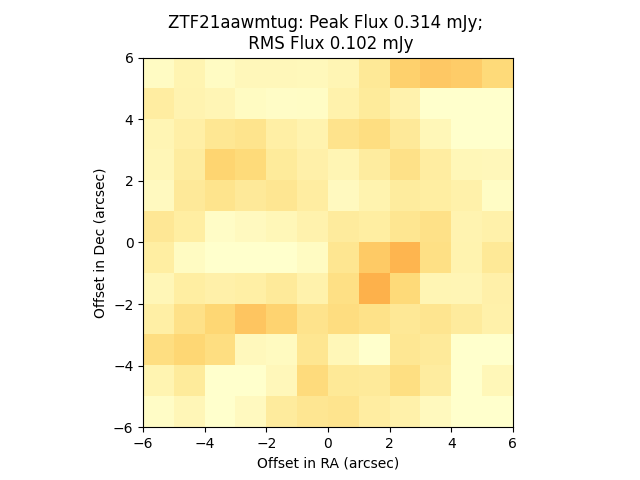 ZTF21aawmtug: Peak Flux 0.314 mJy;
RMS Flux 0.102 mJy
6
4
2
0
−2
−4
−6
Offset in Dec (arcsec)
−6 −4 −2 0 2 4 6
Offset in RA (arcsec)